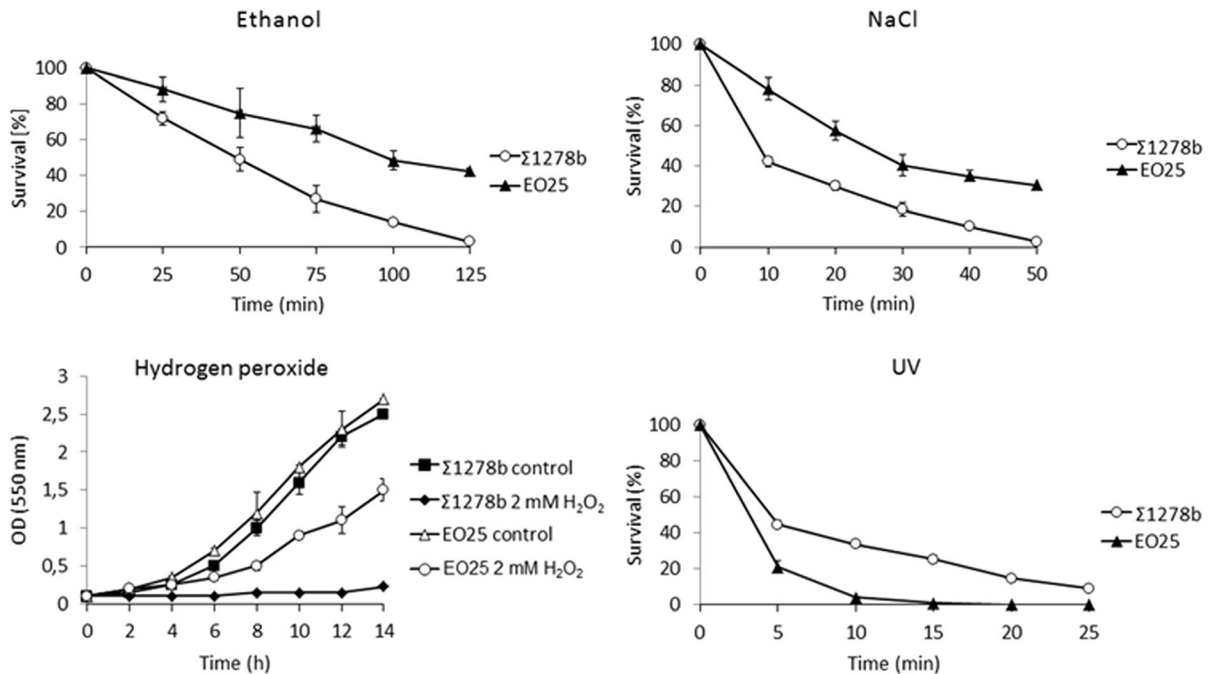 Ethanol
Survival [%]
100
80
60
40
20
0
0 25 50 75 100 125
Time (min)
Σ1278b
EO25
NaCl
Survival (%)
100
80
60
40
20
0
0 10 20 30 40 50
Time (min)
Σ1278b
EO25
Hydrogen peroxide
OD (550 nm)
3
2,5
2
1,5
1
0,5
0
0 2 4 6 8 10 12 14
Time (h)
Σ1278b control
Σ1278b 2 mM H₂O₂
EO25 control
EO25 2 mM H₂O₂
UV
Survival (%)
100
80
60
40
20
0
0 5 10 15 20 25
Time (min)
Σ1278b
EO25